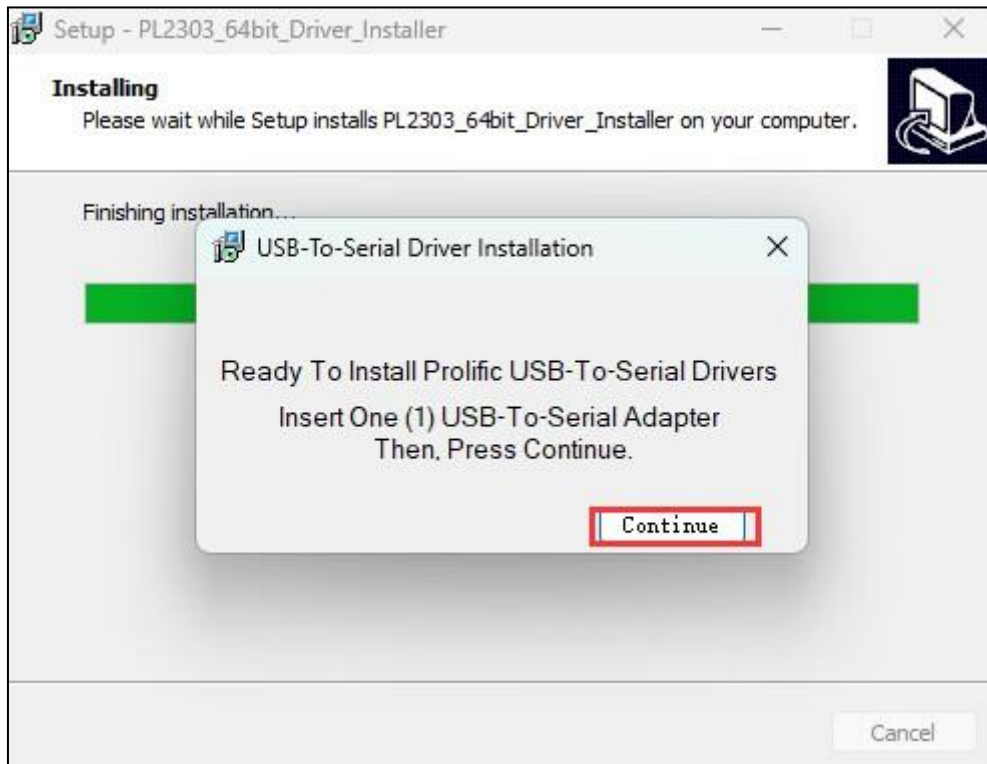 Setup - PL2303_64bit_Driver_Installer
Installing
Please wait while Setup installs PL2303_64bit_Driver_Installer on your computer.
Finishing installation...
USB-To-Serial Driver Installation
Ready To Install Prolific USB-To-Serial Drivers
Insert One (1) USB-To-Serial Adapter
Then, Press Continue.
Continue
Cancel